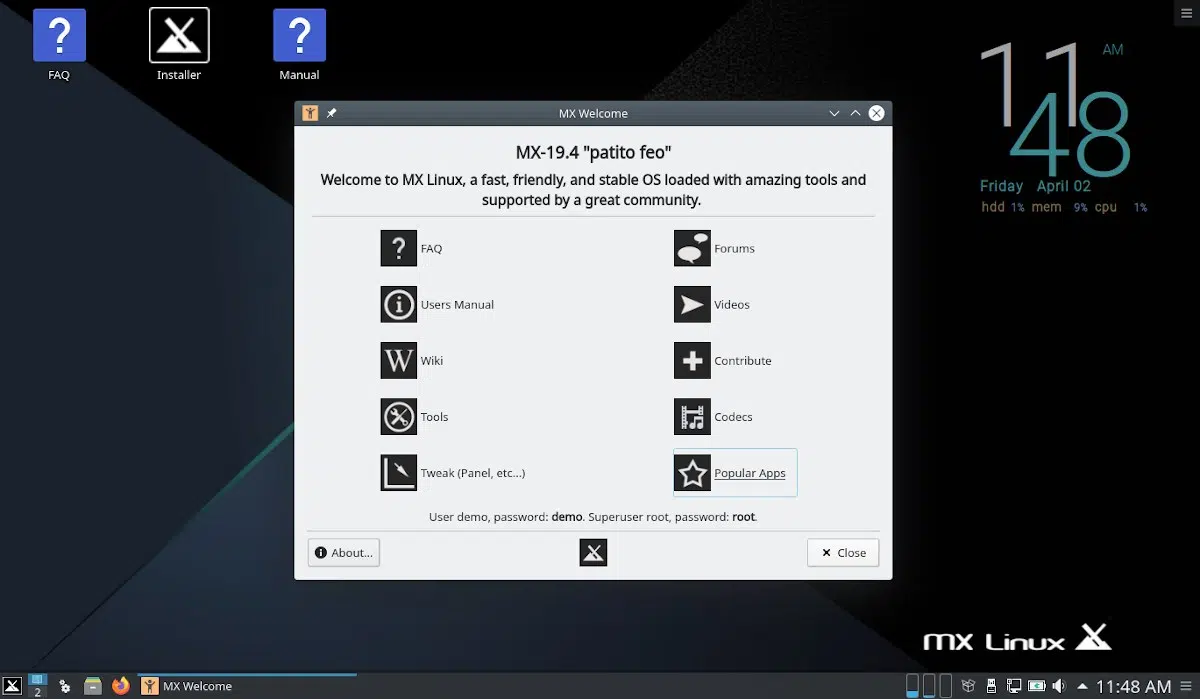 FAQ
Installer
Manual
11 AM
48
Friday April 02
hdd 1% mem 9% cpu 1%
MX Welcome
MX-19.4 "patito feo"
Welcome to MX Linux, a fast, friendly, and stable OS loaded with amazing tools and
supported by a great community.
FAQ
Forums
Users Manual
Videos
Wiki
Contribute
Tools
Codecs
Tweak (Panel, etc...)
Popular Apps
User demo, password: demo. Superuser root, password: root.
About...
Close
MX Linux
2
MX Welcome
11:48 AM